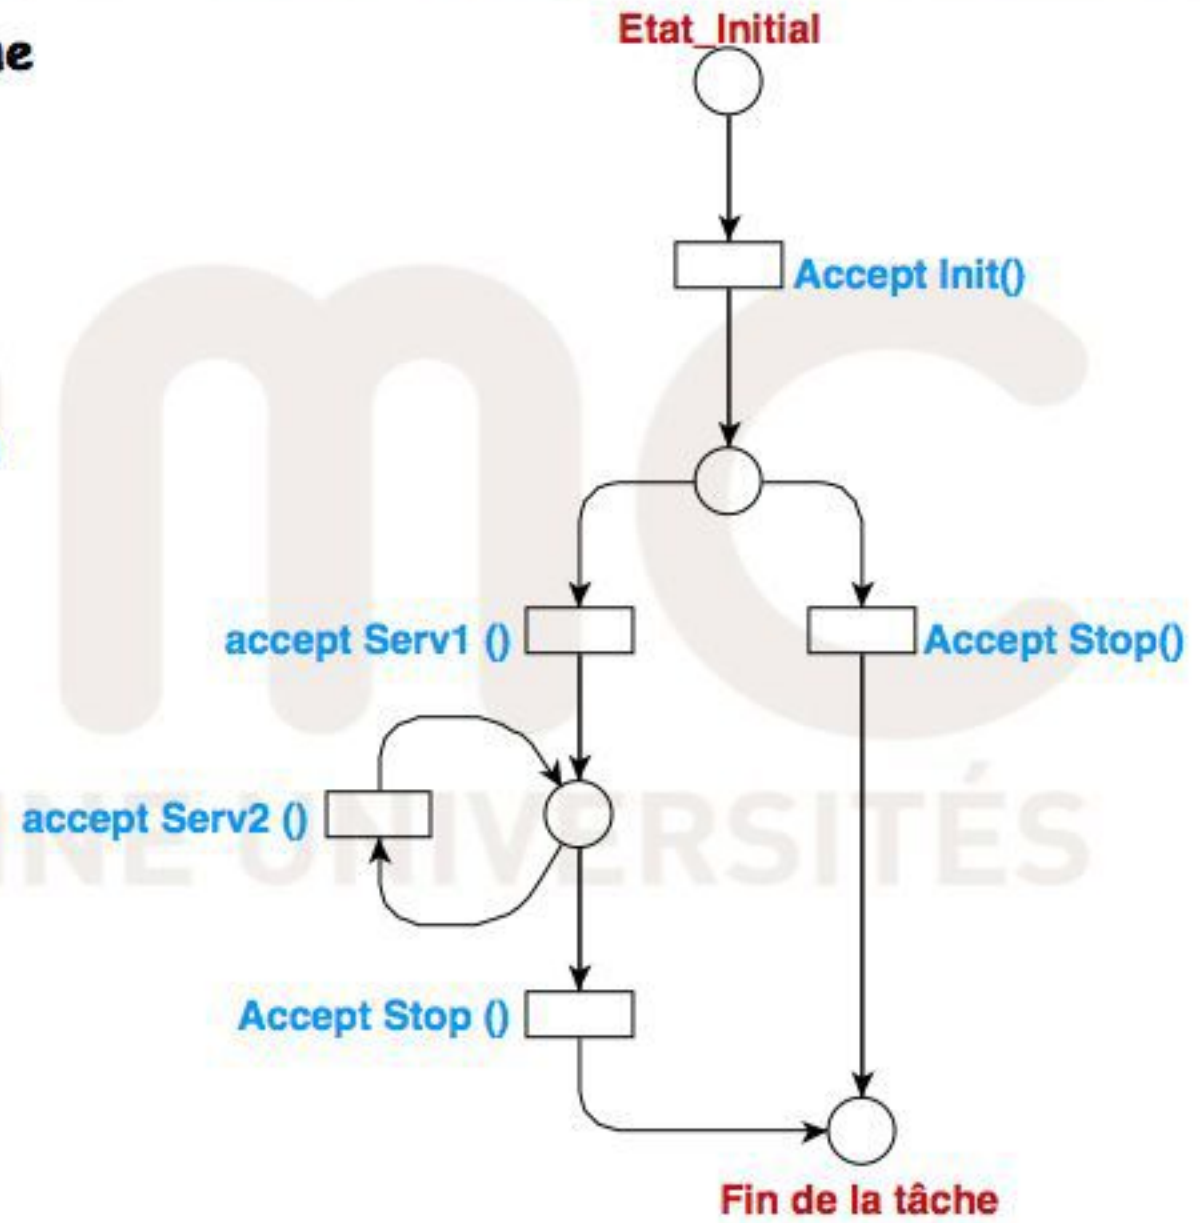 Etat_Initial
Accept Init()
accept Serv1 ()
Accept Stop()
accept Serv2 ()
Accept Stop ()
Fin de la tâche